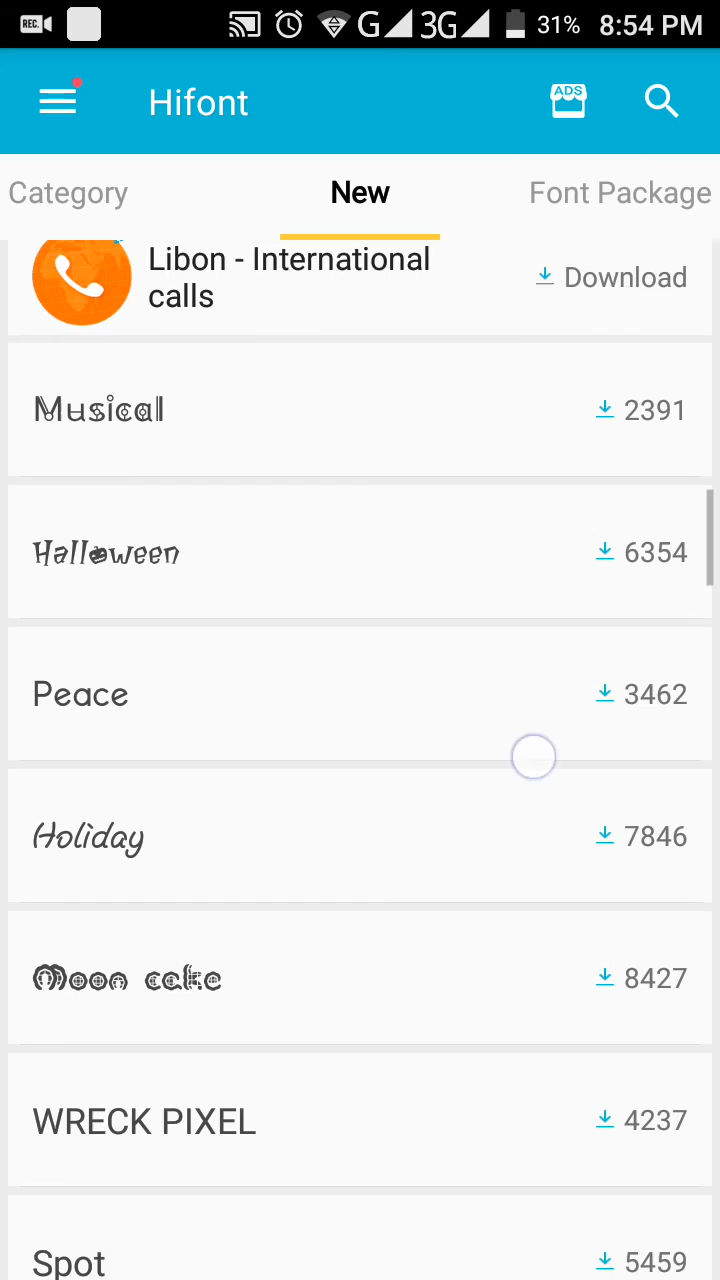 REC. G 3G 31% 8:54 PM
Hifont ADS
Category New Font Package
Libon - International
calls
Download
Musical 2391
Halloween 6354
Peace 3462
Holiday 7846
Moon cake 8427
WRECK PIXEL 4237
Spot 5459